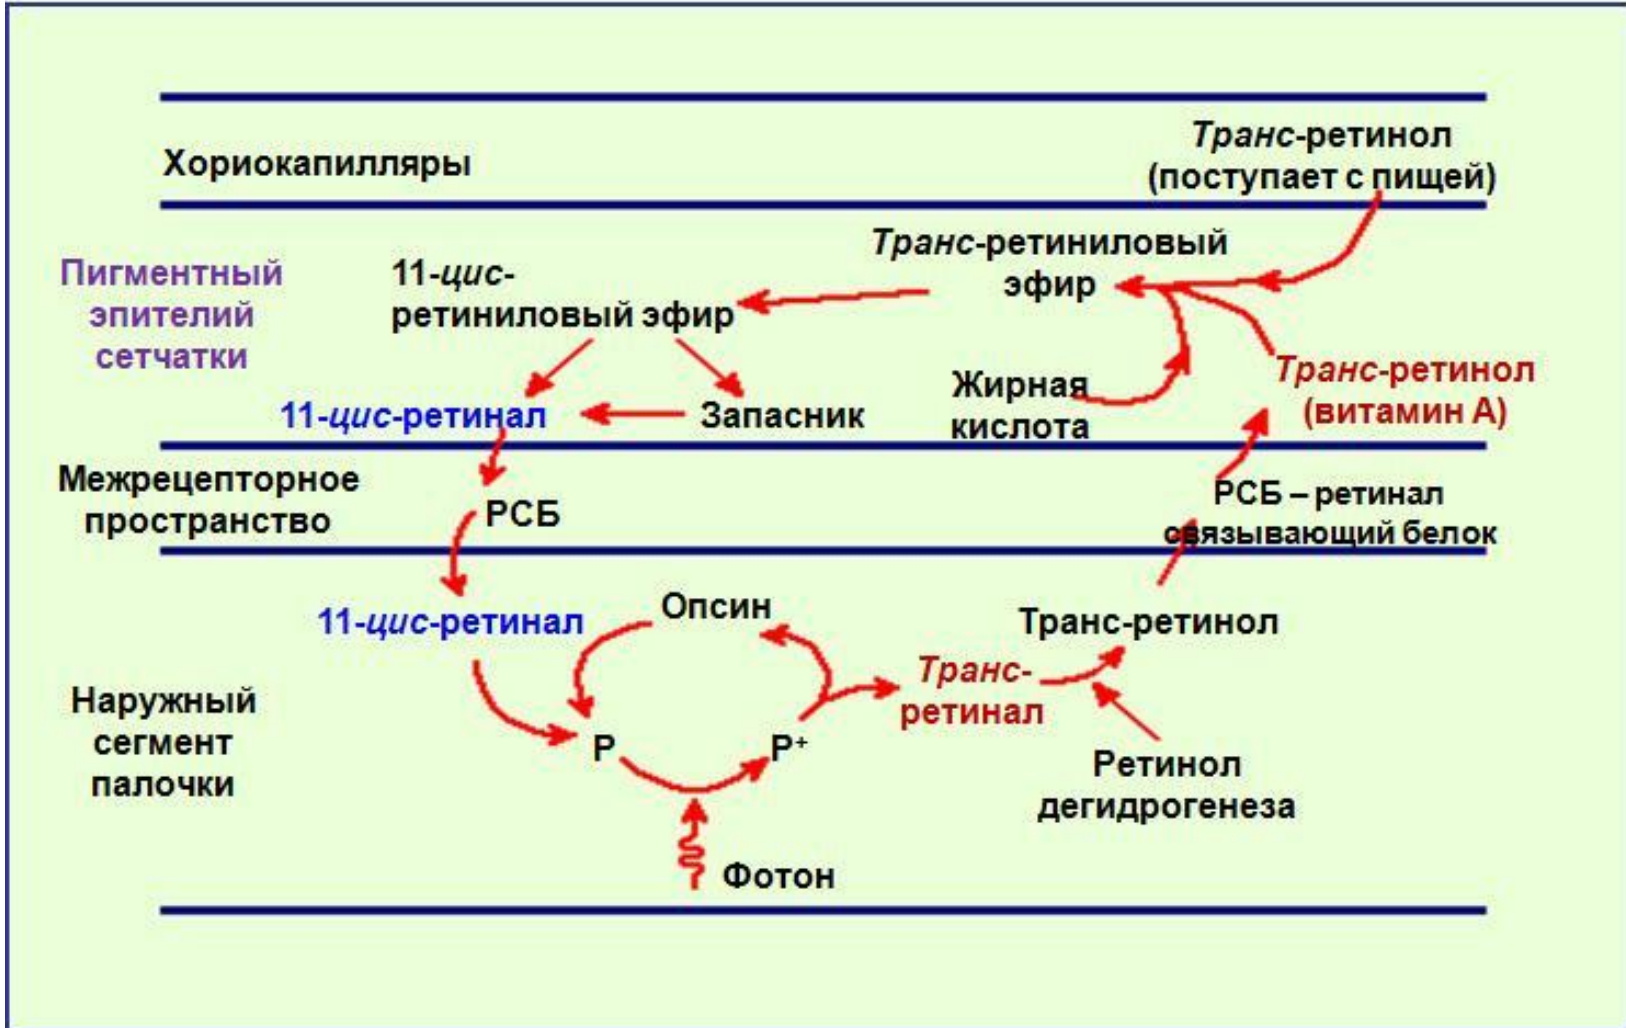 Хориокапилляры
Транс-ретинол
(поступает с пищей)
Пигментный
эпителий
сетчатки
11-цис-
ретиниловый эфир
Транс-ретиниловый
эфир
11-цис-ретинал
Запасник
Жирная
кислота
Транс-ретинол
(витамин А)
Межрецепторное
пространство
РСБ
РСБ – ретинал
связывающий белок
11-цис-ретинал
Опсин
Транс-ретинол
Наружный
сегмент
палочки
Р
Р+
Транс-
ретинал
Ретинол
дегидрогенеза
Фотон